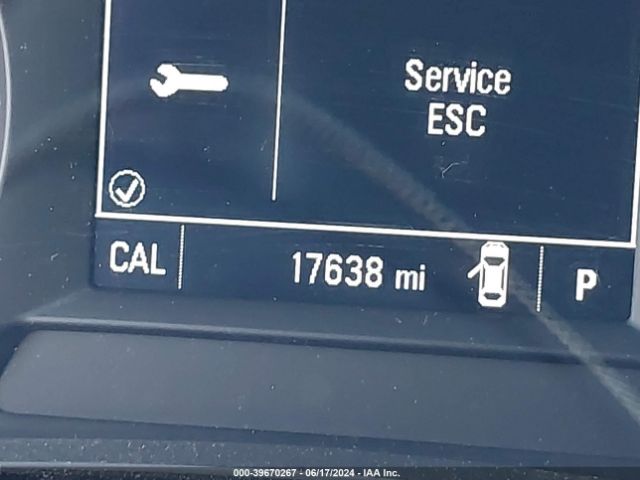 Service
ESC
CAL 17638 mi P
000-39670267 - 06/17/2024 - IAA Inc.